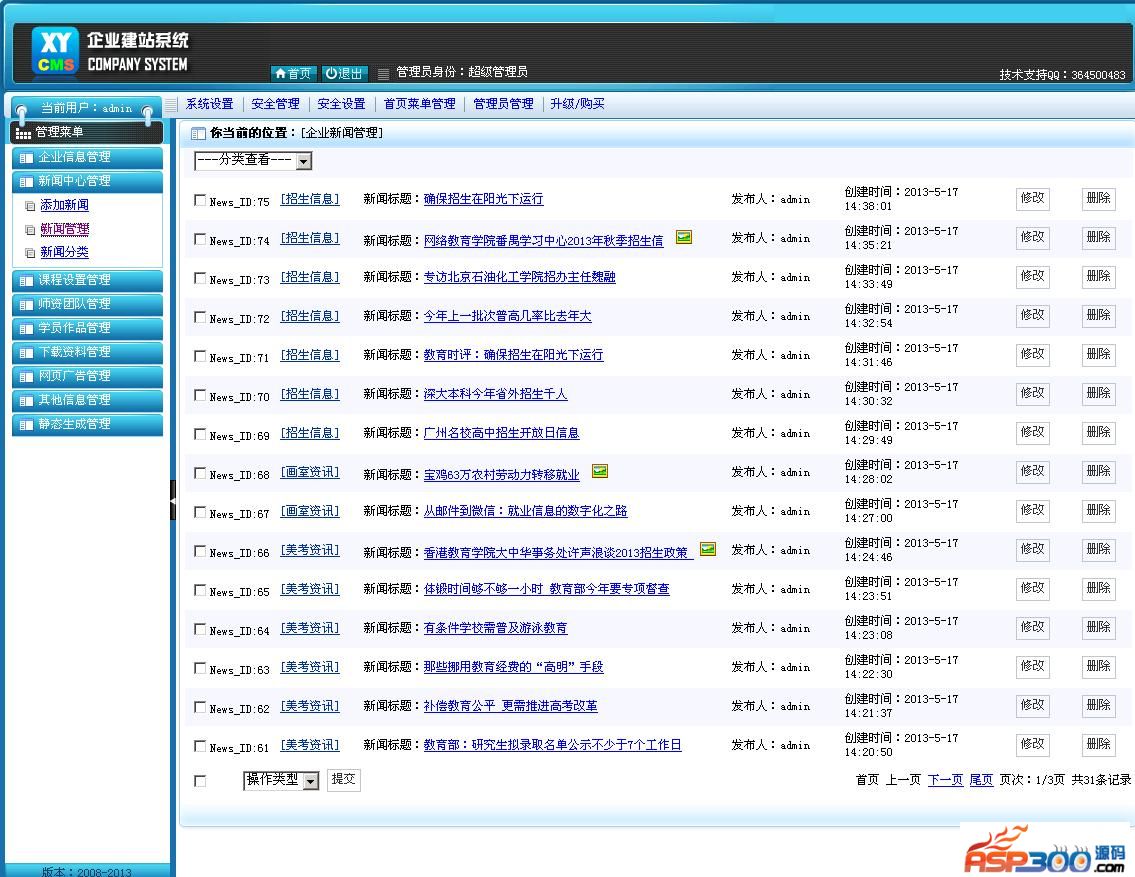 XY CMS 企业建站系统
COMPANY SYSTEM
首页 退出 管理员身份：超级管理员 技术支持QQ：364500483
当前用户：admin
系统设置 安全管理 安全设置 首页菜单管理 管理员管理 升级/购买
管理菜单
企业信息管理
新闻中心管理
添加新闻
新闻管理
新闻分类
课程设置管理
师资团队管理
学员作品管理
下载资料管理
网页广告管理
其他信息管理
静态生成管理
版本：2008-2013
你当前的位置：[企业新闻管理]
---分类查看---
News_ID:75 [招生信息] 新闻标题：确保招生在阳光下运行 发布人：admin 创建时间：2013-5-17 14:38:01 修改 删除
News_ID:74 [招生信息] 新闻标题：网络教育学院番禺学习中心2013年秋季招生信 发布人：admin 创建时间：2013-5-17 14:35:21 修改 删除
News_ID:73 [招生信息] 新闻标题：专访北京石油化工学院招办主任魏融 发布人：admin 创建时间：2013-5-17 14:33:49 修改 删除
News_ID:72 [招生信息] 新闻标题：今年上一批次普高几率比去年大 发布人：admin 创建时间：2013-5-17 14:32:54 修改 删除
News_ID:71 [招生信息] 新闻标题：教育时评：确保招生在阳光下运行 发布人：admin 创建时间：2013-5-17 14:31:46 修改 删除
News_ID:70 [招生信息] 新闻标题：深大本科今年省外招生千人 发布人：admin 创建时间：2013-5-17 14:30:32 修改 删除
News_ID:69 [招生信息] 新闻标题：广州名校高中招生开放日信息 发布人：admin 创建时间：2013-5-17 14:29:49 修改 删除
News_ID:68 [画室资讯] 新闻标题：宝鸡63万农村劳动力转移就业 发布人：admin 创建时间：2013-5-17 14:28:02 修改 删除
News_ID:67 [画室资讯] 新闻标题：从邮件到微信：就业信息的数字化之路 发布人：admin 创建时间：2013-5-17 14:27:00 修改 删除
News_ID:66 [美考资讯] 新闻标题：香港教育学院大中华事务处许声浪谈2013招生政策 发布人：admin 创建时间：2013-5-17 14:24:46 修改 删除
News_ID:65 [美考资讯] 新闻标题：体锻时间够不够一小时 教育部今年要专项督查 发布人：admin 创建时间：2013-5-17 14:23:51 修改 删除
News_ID:64 [美考资讯] 新闻标题：有条件学校需普及游泳教育 发布人：admin 创建时间：2013-5-17 14:23:08 修改 删除
News_ID:63 [美考资讯] 新闻标题：那些挪用教育经费的“高明”手段 发布人：admin 创建时间：2013-5-17 14:22:30 修改 删除
News_ID:62 [美考资讯] 新闻标题：补偿教育公平 更需推进高考改革 发布人：admin 创建时间：2013-5-17 14:21:37 修改 删除
News_ID:61 [美考资讯] 新闻标题：教育部：研究生拟录取名单公示不少于7个工作日 发布人：admin 创建时间：2013-5-17 14:20:50 修改 删除
操作类型 提交 首页 上一页 下一页 尾页 页次：1/3页 共31条记录
ASP300源码.com